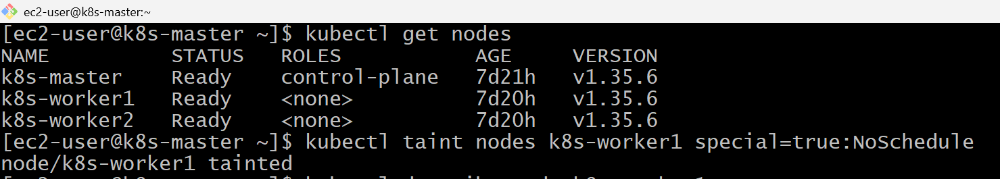 ec2-user@k8s-master:~
[ec2-user@k8s-master ~]$ kubectl get nodes
NAME STATUS ROLES AGE VERSION
k8s-master Ready control-plane 7d21h v1.35.6
k8s-worker1 Ready <none> 7d20h v1.35.6
k8s-worker2 Ready <none> 7d20h v1.35.6
[ec2-user@k8s-master ~]$ kubectl taint nodes k8s-worker1 special=true:NoSchedule
node/k8s-worker1 tainted